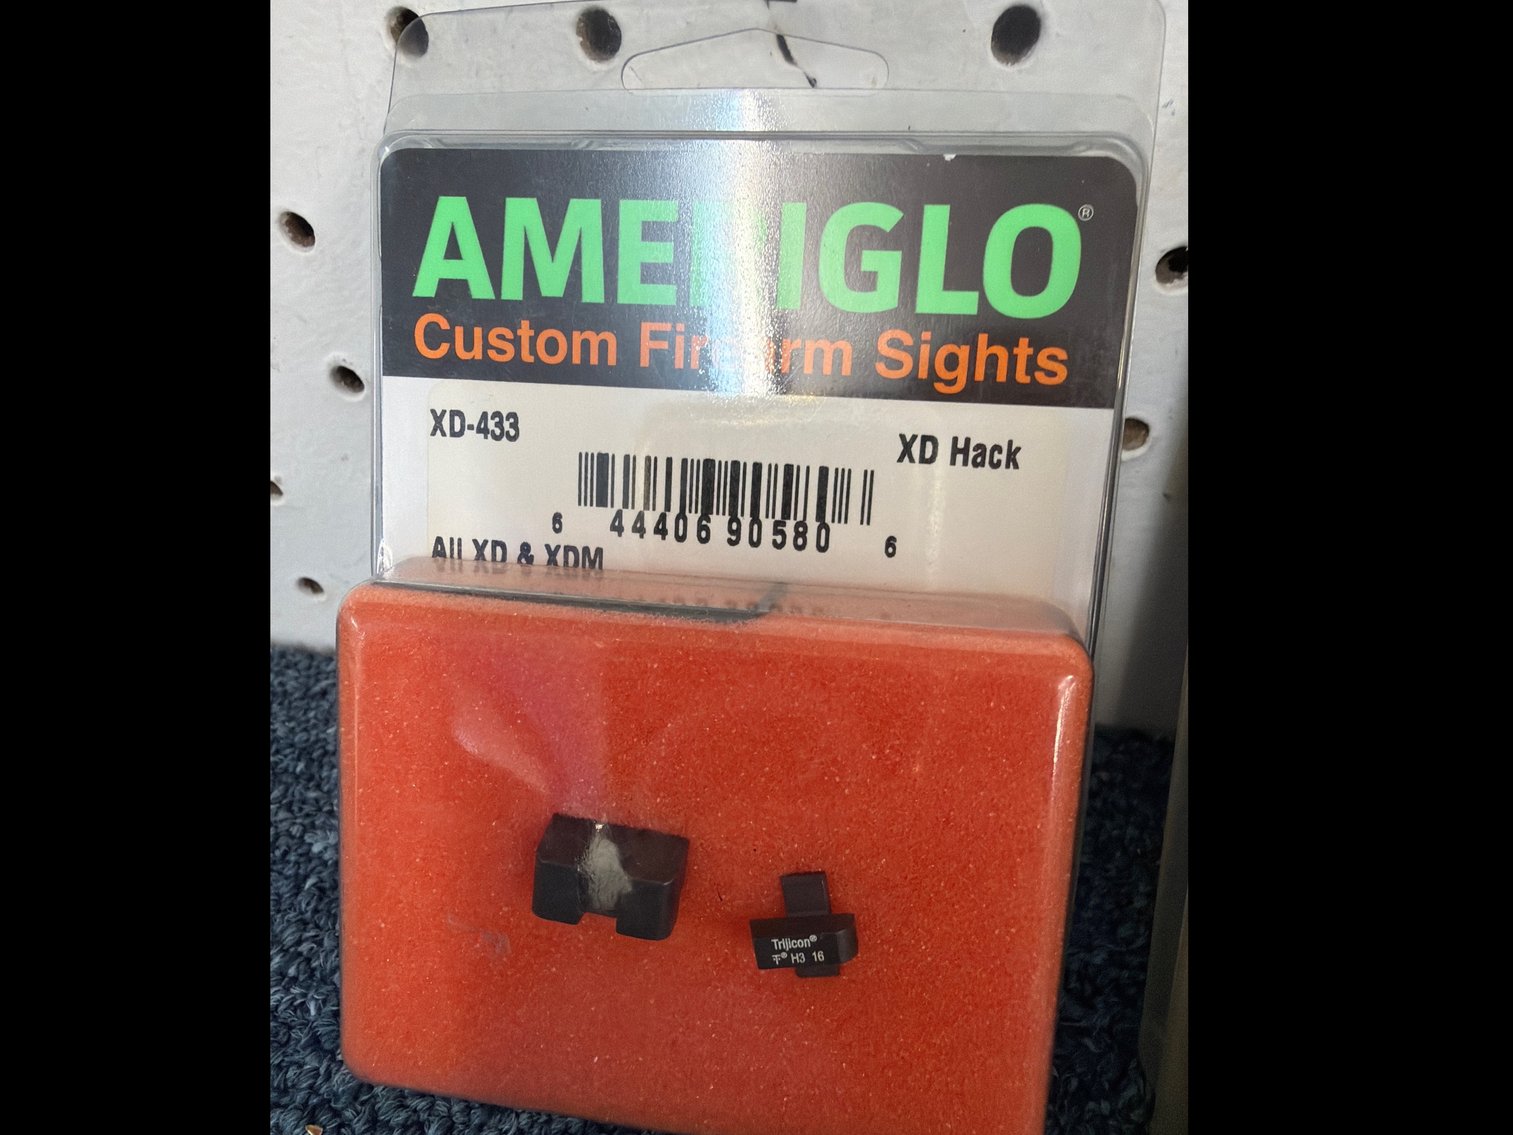 AMERIGLO®
Custom Firearm Sights
XD-433
XD Hack
6 44406 90580 6
All XD & XDM
Trijicon®
® H3 16